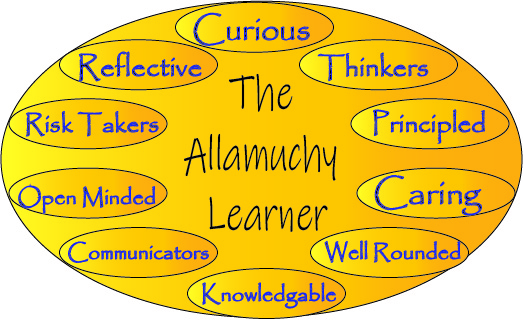 Curious
Reflective
Thinkers
The
Risk Takers
Principled
Allamuchy
Open Minded
Caring
Learner
Communicators
Well Rounded
Knowledgable